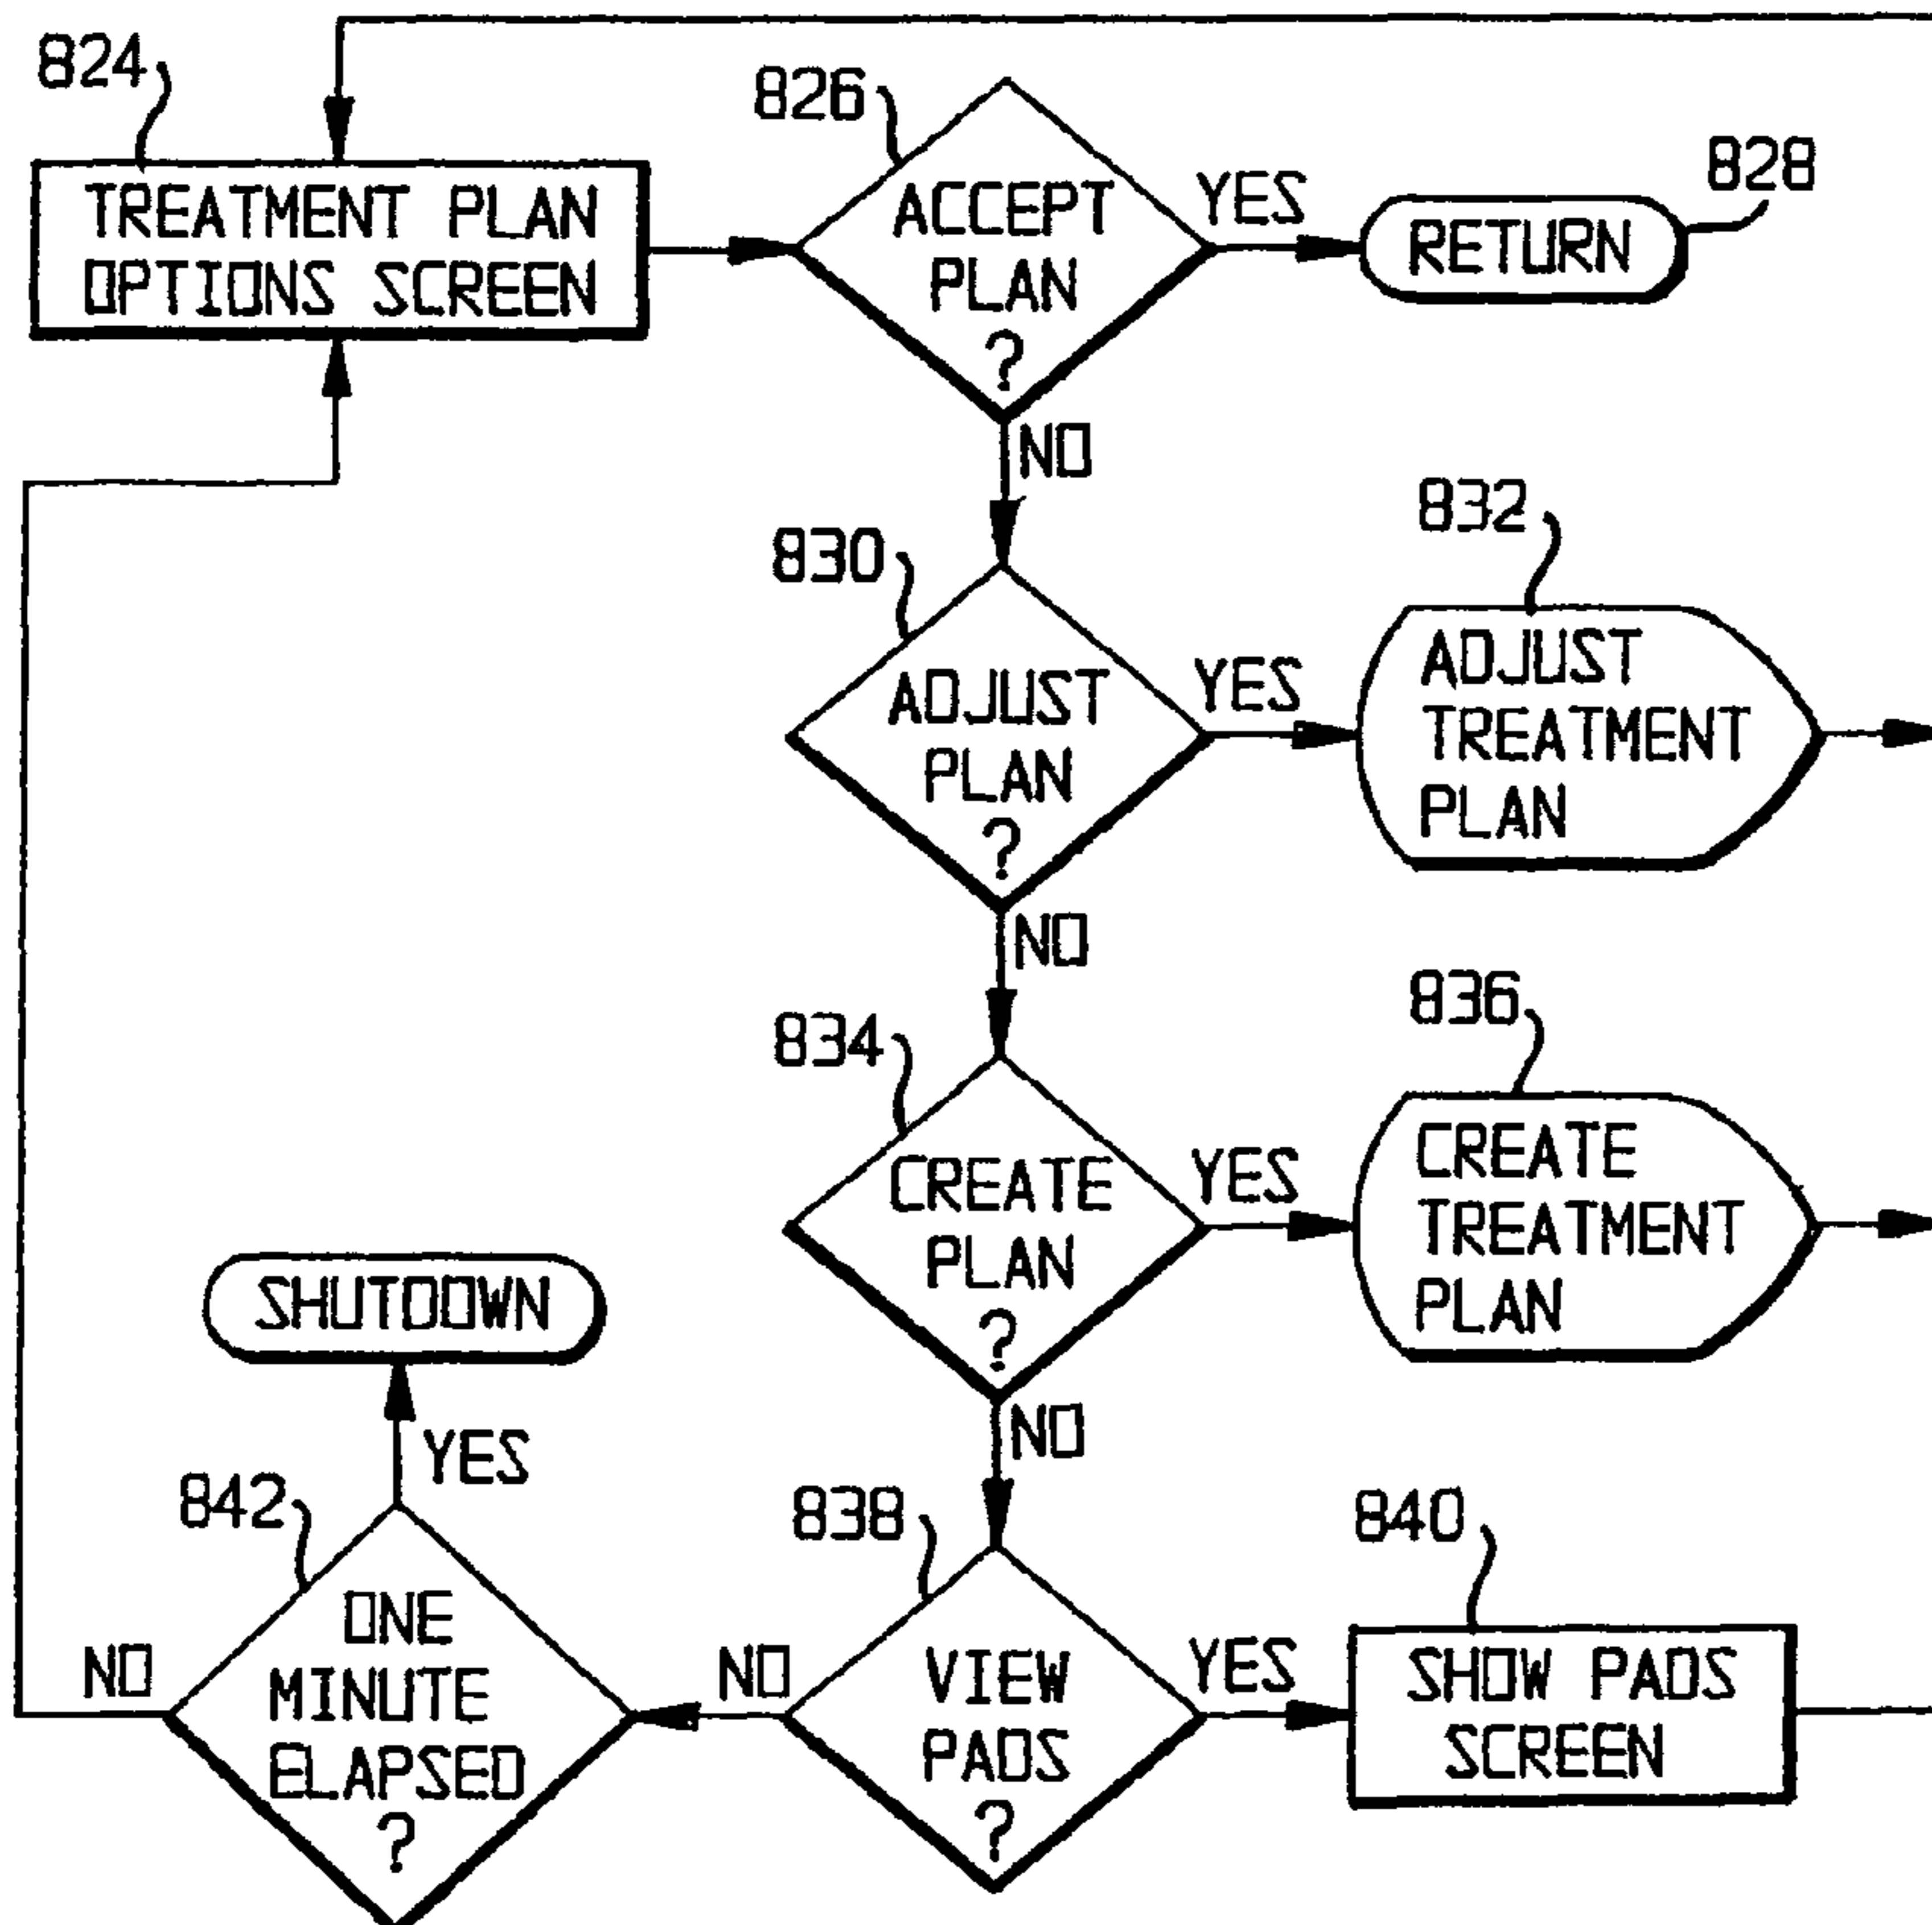 824
826
828
TREATMENT PLAN
OPTIONS SCREEN
ACCEPT
PLAN
?
YES
RETURN
NO
830
832
ADJUST
PLAN
?
YES
ADJUST
TREATMENT
PLAN
NO
834
836
CREATE
PLAN
?
YES
CREATE
TREATMENT
PLAN
SHUTDOWN
YES
NO
842
838
840
ONE
MINUTE
ELAPSED
?
NO
NO
VIEW
PADS
?
YES
SHOW PADS
SCREEN